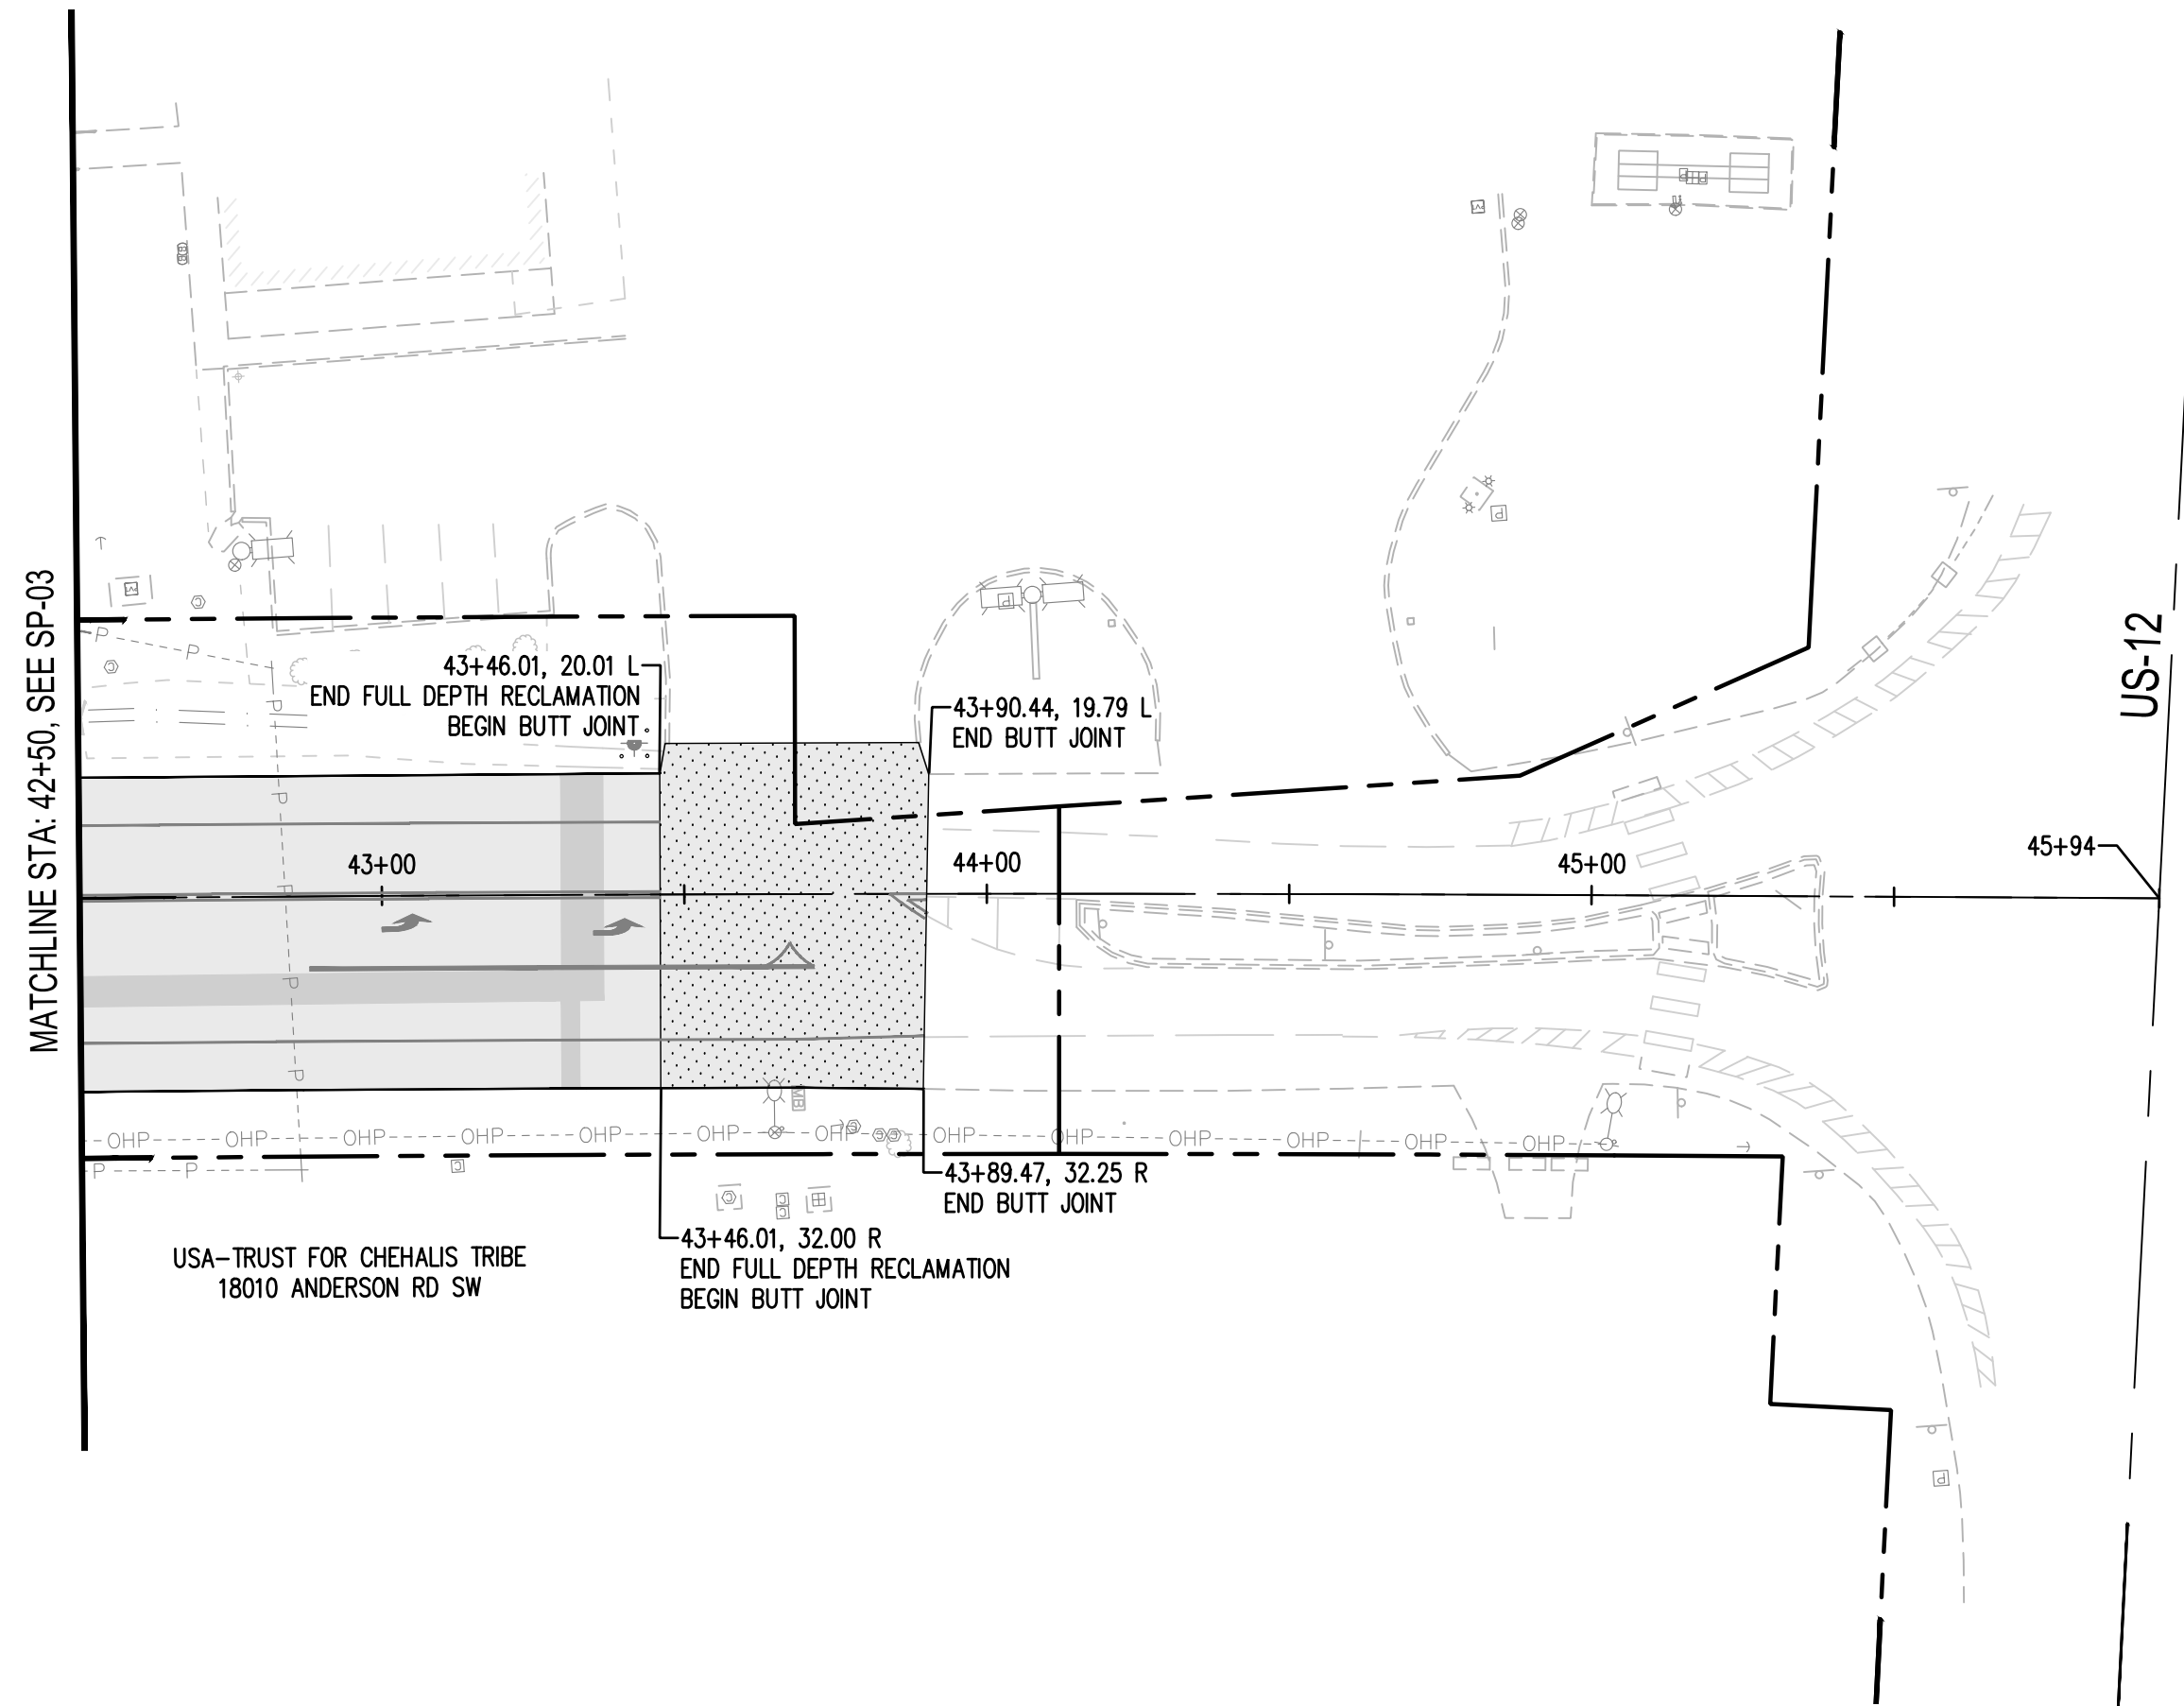 MATCHLINE STA: 42+50, SEE SP-03
43+46.01, 20.01 L
END FULL DEPTH RECLAMATION
BEGIN BUTT JOINT
43+90.44, 19.79 L
END BUTT JOINT
US-12
43+00
44+00
45+00
45+94
P
P
P
P
P
P
P
P
P
P
P
P
C
C
C
C
C
C
C
C
MB
OHP OHP OHP OHP OHP OHP OHP OHP OHP OHP OHP OHP OHP
P P
43+89.47, 32.25 R
END BUTT JOINT
43+46.01, 32.00 R
END FULL DEPTH RECLAMATION
BEGIN BUTT JOINT
USA-TRUST FOR CHEHALIS TRIBE
18010 ANDERSON RD SW